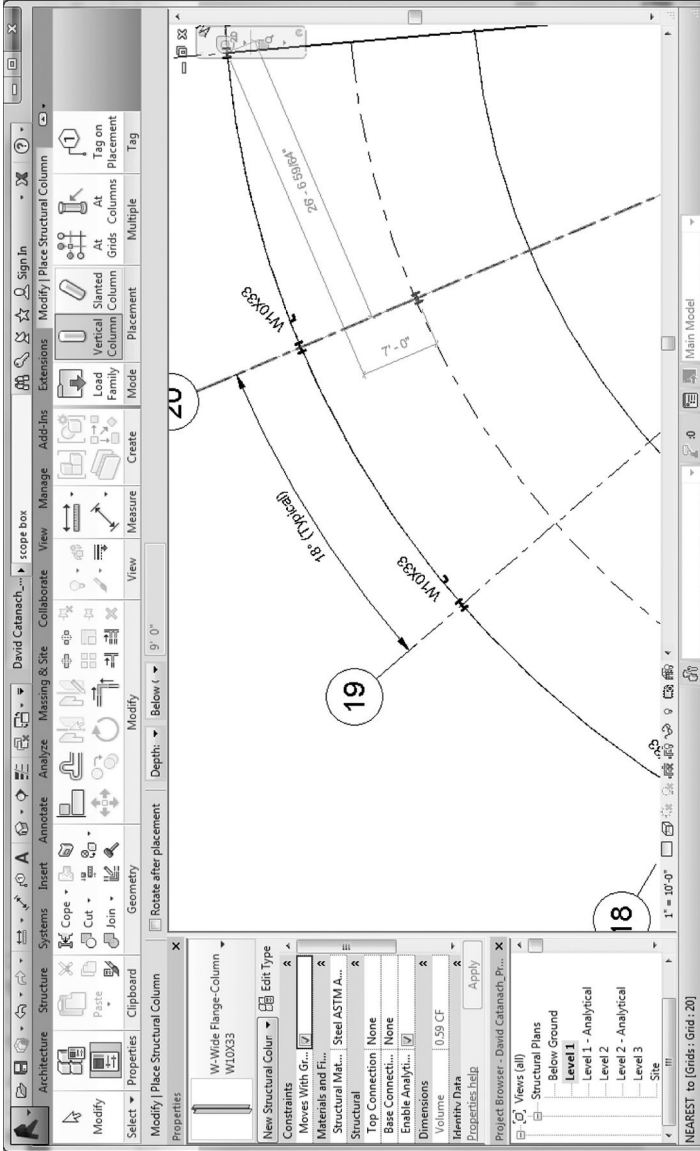 David Catanach_...
scope box
Sign In
Architecture Structure Systems Insert Annotate Analyze Massing & Site Collaborate View Manage Add-Ins Extensions Modify | Place Structural Column
Modify
Paste
Cope
Cut
Join
Load Family
Vertical Column
Slanted Column
At Grids
At Columns
Tag on Placement
Select Properties Clipboard Geometry Modify View Measure Create Mode Placement Multiple Tag
Modify | Place Structural Column
Rotate after placement
Depth:
Below (
9' 0"
Properties
W-Wide Flange-Column
W10X33
New Structural Colur
Edit Type
Constraints
Moves With Gr...
Materials and Fi...
Structural Mat... Steel ASTM A...
Structural
Top Connection None
Base Connecti... None
Enable Analyti...
Dimensions
Volume 0.59 CF
Identity Data
Properties help
Apply
Project Browser - David Catanach_Pr...
Views (all)
Structural Plans
Below Ground
Level 1
Level 1 - Analytical
Level 2
Level 2 - Analytical
Level 3
Site
20
26' - 6 59/64"
W10X33
7' - 0"
18° (Typical)
W10X33
19
18
2D
1" = 10'-0"
NEAREST to [Grids : Grid : 20]
:0
Main Model